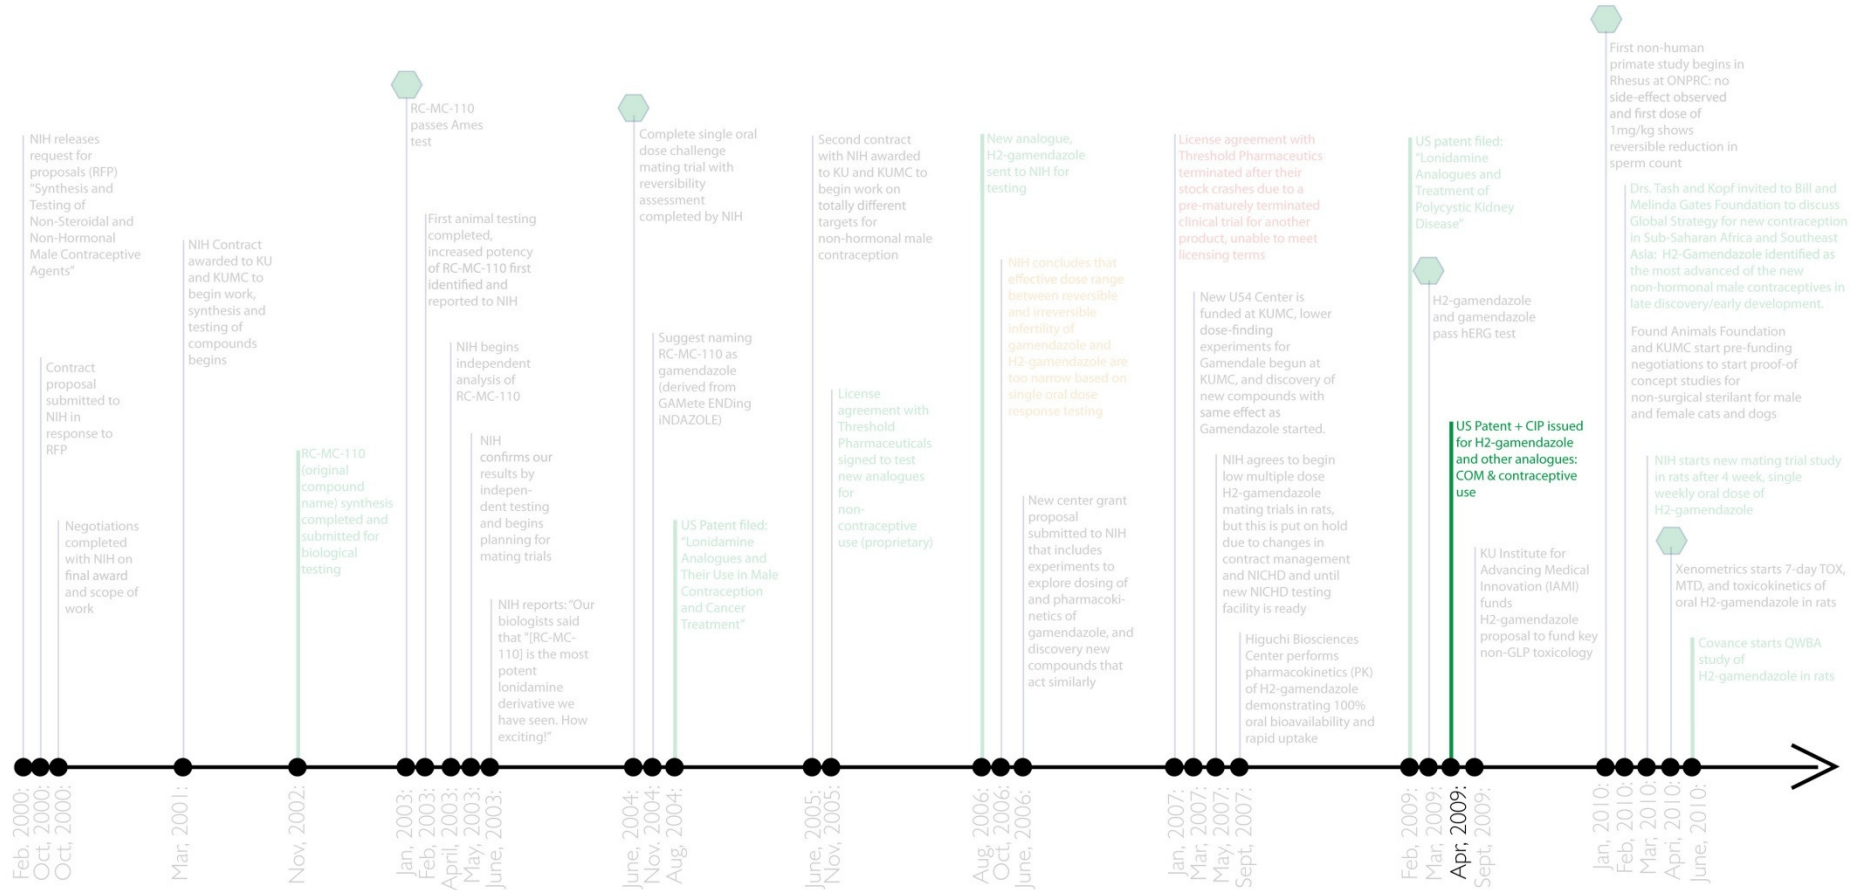 NIH releases
request for
proposals (RFP)
"Synthesis and
Testing of
Non-Steroidal and
Non-Hormonal
Male Contraceptive
Agents"
Contract
proposal
submitted to
NIH in
response to
RFP
Negotiations
completed
with NIH on
final award
and scope of
work
NIH Contract
awarded to KU
and KUMC to
begin work,
synthesis and
testing of
compounds
begins
RC-MC-110
(original
compound
name) synthesis
completed and
submitted for
biological
testing
RC-MC-110
passes Ames
test
First animal testing
completed,
increased potency
of RC-MC-110 first
identified and
reported to NIH
NIH begins
independent
analysis of
RC-MC-110
NIH
confirms our
results by
indepen-
dent testing
and begins
planning for
mating trials
NIH reports: "Our
biologists said
that "[RC-MC-
110] is the most
potent
lonidamine
derivative we
have seen. How
exciting!"
Complete single oral
dose challenge
mating trial with
reversibility
assessment
completed by NIH
Suggest naming
RC-MC-110 as
gamendazole
(derived from
GAMete ENDing
iNDAZOLE)
US Patent filed:
"Lonidamine
Analogues and
Their Use in Male
Contraception
and Cancer
Treatment"
Second contract
with NIH awarded
to KU and KUMC to
begin work on
totally different
targets for
non-hormonal male
contraception
License
agreement with
Threshold
Pharmaceuticals
signed to test
new analogues
for
non-
contraceptive
use (proprietary)
New analogue,
H2-gamendazole
sent to NIH for
testing
NIH concludes that
effective dose range
between reversible
and irreversible
infertility of
gamendazole and
H2-gamendazole are
too narrow based on
single oral dose
response testing
New center grant
proposal
submitted to NIH
that includes
experiments to
explore dosing of
and pharmacoki-
netics of
gamendazole, and
discovery new
compounds that
act similarly
License agreement with
Threshold Pharmaceutics
terminated after their
stock crashes due to a
pre-maturely terminated
clinical trial for another
product, unable to meet
licensing terms
New U54 Center is
funded at KUMC, lower
dose-finding
experiments for
Gamendale begun at
KUMC, and discovery of
new compounds with
same effect as
Gamendazole started.
NIH agrees to begin
low multiple dose
H2-gamendazole
mating trials in rats,
but this is put on hold
due to changes in
contract management
and NICHD and until
new NICHD testing
facility is ready
Higuchi Biosciences
Center performs
pharmacokinetics (PK)
of H2-gamendazole
demonstrating 100%
oral bioavailability and
rapid uptake
US patent filed:
"Lonidamine
Analogues and
Treatment of
Polycystic Kidney
Disease"
H2-gamendazole
and gamendazole
pass hERG test
US Patent + CIP issued
for H2-gamendazole
and other analogues:
COM & contraceptive
use
KU Institute for
Advancing Medical
Innovation (IAMI)
funds
H2-gamendazole
proposal to fund key
non-GLP toxicology
First non-human
primate study begins in
Rhesus at ONPRC: no
side-effect observed
and first dose of
1mg/kg shows
reversible reduction in
sperm count
Drs. Tash and Kopf invited to Bill and
Melinda Gates Foundation to discuss
Global Strategy for new contraception
in Sub-Saharan Africa and Southeast
Asia: H2-Gamendazole identified as
the most advanced of the new
non-hormonal male contraceptives in
late discovery/early development.
Found Animals Foundation
and KUMC start pre-funding
negotiations to start proof-of
concept studies for
non-surgical sterilant for male
and female cats and dogs
NIH starts new mating trial study
in rats after 4 week, single
weekly oral dose of
H2-gamendazole
Xenometrics starts 7-day TOX,
MTD, and toxicokinetics of
oral H2-gamendazole in rats
Covance starts QWBA
study of
H2-gamendazole in rats
Feb. 2000:
Oct, 2000:
Oct, 2000:
Mar, 2001:
Nov, 2002:
Jan, 2003:
Feb, 2003:
April, 2003:
May, 2003:
June, 2003:
June, 2004:
Nov. 2004:
Aug, 2004:
June, 2005:
Nov, 2005:
Aug, 2006:
Oct, 2006:
June, 2006:
Jan, 2007:
Mar, 2007:
May, 2007:
Sept, 2007:
Feb, 2009:
Mar, 2009:
Apr, 2009:
Sept, 2009:
Jan, 2010:
Feb, 2010:
Mar, 2010:
Apri, 2010:
June, 2010: